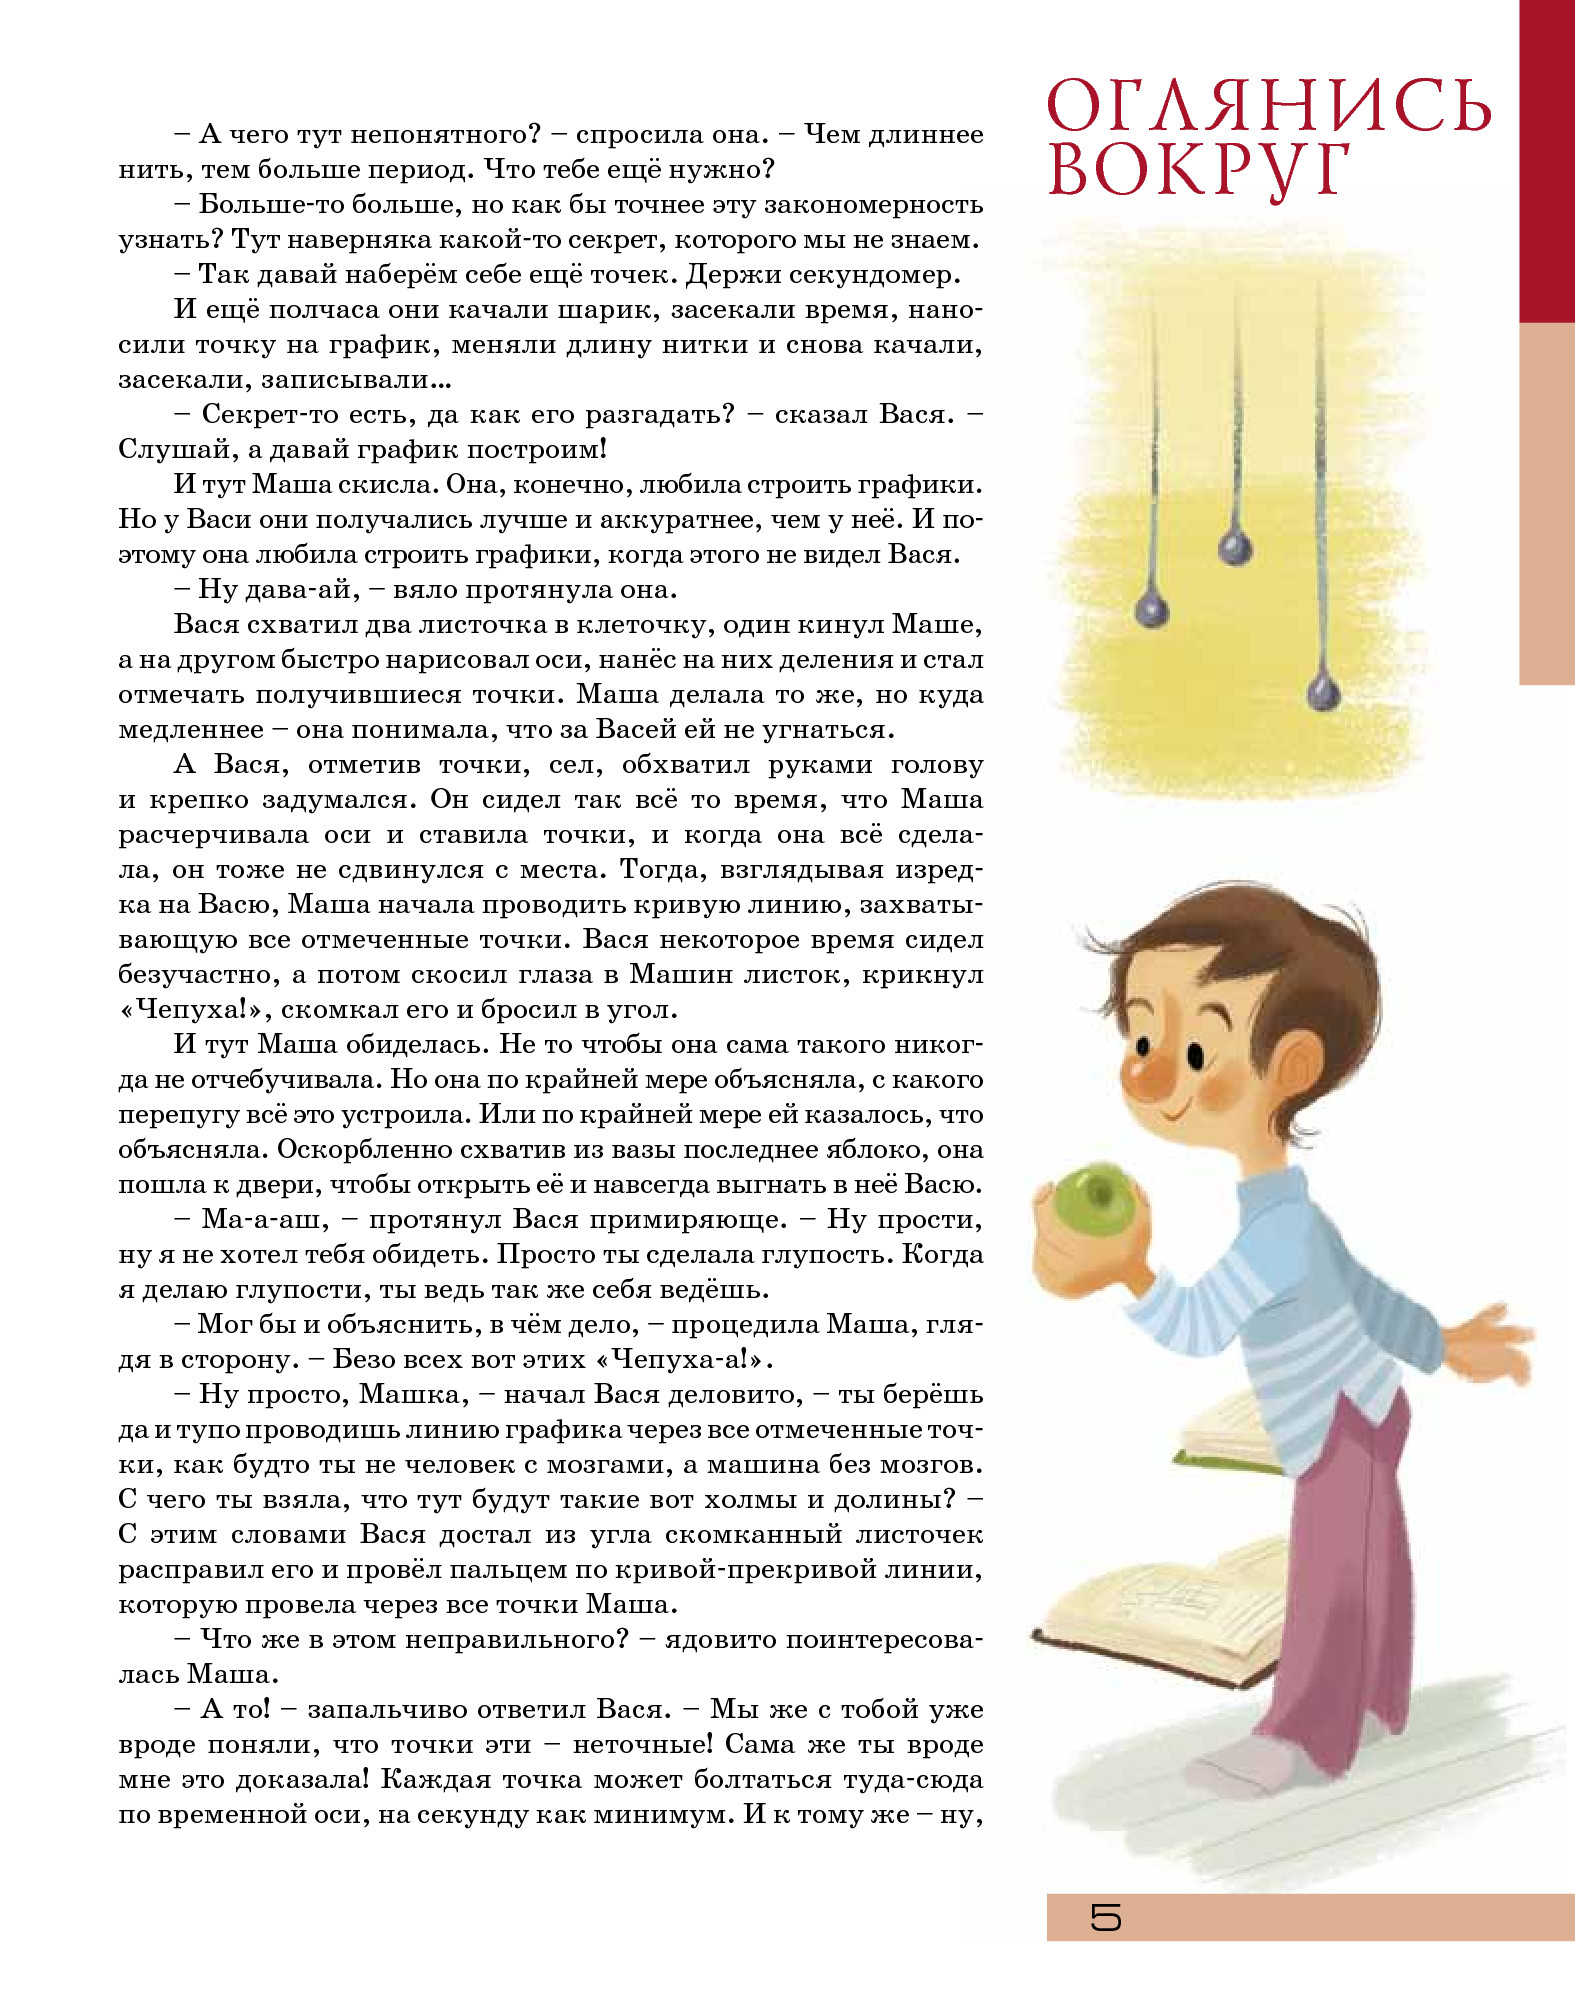 ОГЛЯНИСЬ
ВОКРУГ
– А чего тут непонятного? – спросила она. – Чем длиннее
нить, тем больше период. Что тебе ещё нужно?
– Больше-то больше, но как бы точнее эту закономерность
узнать? Тут наверняка какой-то секрет, которого мы не знаем.
– Так давай наберём себе ещё точек. Держи секундомер.
И ещё полчаса они качали шарик, засекали время, нано-
сили точку на график, меняли длину нитки и снова качали,
засекали, записывали…
– Секрет-то есть, да как его разгадать? – сказал Вася. –
Слушай, а давай график построим!
И тут Маша скисла. Она, конечно, любила строить графики.
Но у Васи они получались лучше и аккуратнее, чем у неё. И по-
этому она любила строить графики, когда этого не видел Вася.
– Ну дава-ай, – вяло протянула она.
Вася схватил два листочка в клеточку, один кинул Маше,
а на другом быстро нарисовал оси, нанёс на них деления и стал
отмечать получившиеся точки. Маша делала то же, но куда
медленнее – она понимала, что за Васей ей не угнаться.
А Вася, отметив точки, сел, обхватил руками голову
и крепко задумался. Он сидел так всё то время, что Маша
расчерчивала оси и ставила точки, и когда она всё сдела-
ла, он тоже не сдвинулся с места. Тогда, взглядывая изред-
ка на Васю, Маша начала проводить кривую линию, захваты-
вающую все отмеченные точки. Вася некоторое время сидел
безучастно, а потом скосил глаза в Машин листок, крикнул
«Чепуха!», скомкал его и бросил в угол.
И тут Маша обиделась. Не то чтобы она сама такого никог-
да не отчебучивала. Но она по крайней мере объясняла, с какого
перепугу всё это устроила. Или по крайней мере ей казалось, что
объясняла. Оскорбленно схватив из вазы последнее яблоко, она
пошла к двери, чтобы открыть её и навсегда выгнать в неё Васю.
– Ма-а-аш, – протянул Вася примиряюще. – Ну прости,
ну я не хотел тебя обидеть. Просто ты сделала глупость. Когда
я делаю глупости, ты ведь так же себя ведёшь.
– Мог бы и объяснить, в чём дело, – процедила Маша, гля-
дя в сторону. – Безо всех вот этих «Чепуха-а!».
– Ну просто, Машка, – начал Вася деловито, – ты берёшь
да и тупо проводишь линию графика через все отмеченные точ-
ки, как будто ты не человек с мозгами, а машина без мозгов.
С чего ты взяла, что тут будут такие вот холмы и долины? –
С этим словами Вася достал из угла скомканный листочек
расправил его и провёл пальцем по кривой-прекривой линии,
которую провела через все точки Маша.
– Что же в этом неправильного? – ядовито поинтересова-
лась Маша.
– А то! – запальчиво ответил Вася. – Мы же с тобой уже
вроде поняли, что точки эти – неточные! Сама же ты вроде
мне это доказала! Каждая точка может болтаться туда-сюда
по временной оси, на секунду как минимум. И к тому же – ну,
5